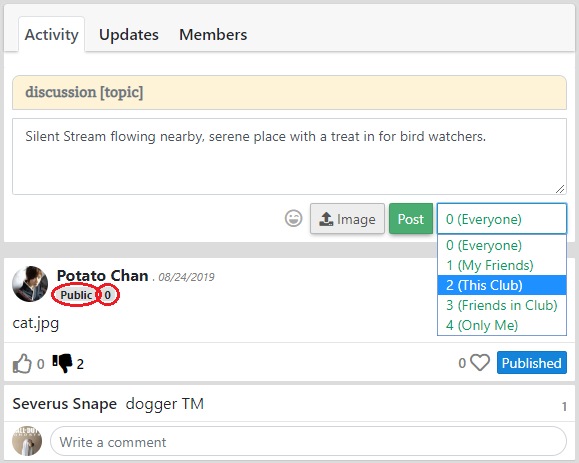 Activity Updates Members
discussion [topic]
Silent Stream flowing nearby, serene place with a treat in for bird watchers.
Image Post 0 (Everyone)
0 (Everyone)
1 (My Friends)
2 (This Club)
3 (Friends in Club)
4 (Only Me)
Potato Chan . 08/24/2019
Public 0
cat.jpg
0 2 0 Published
Severus Snape dogger TM 1
Write a comment